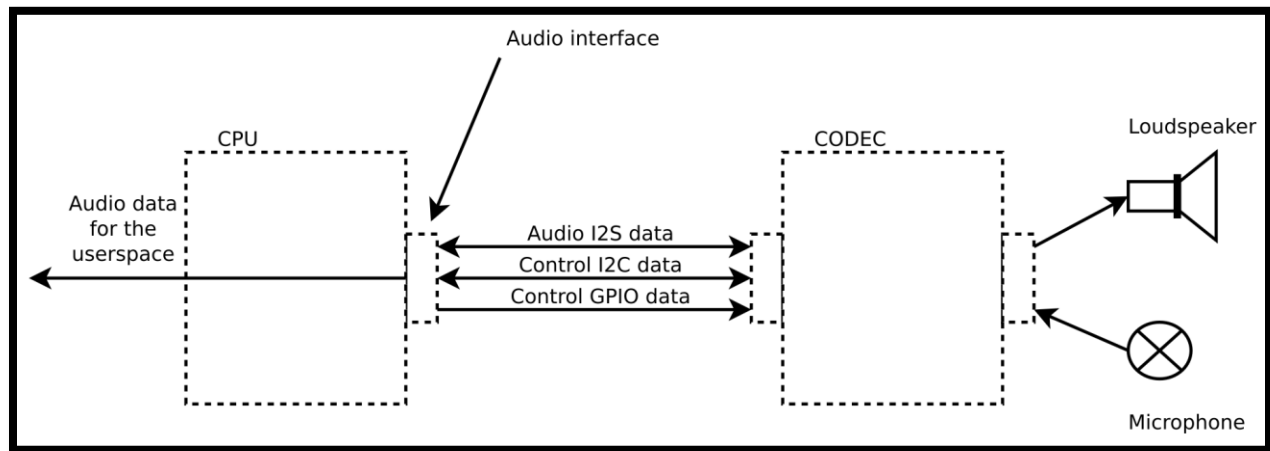 Audio interface
CPU
CODEC
Loudspeaker
Audio data
for the
userspace
Audio I2S data
Control I2C data
Control GPIO data
Microphone